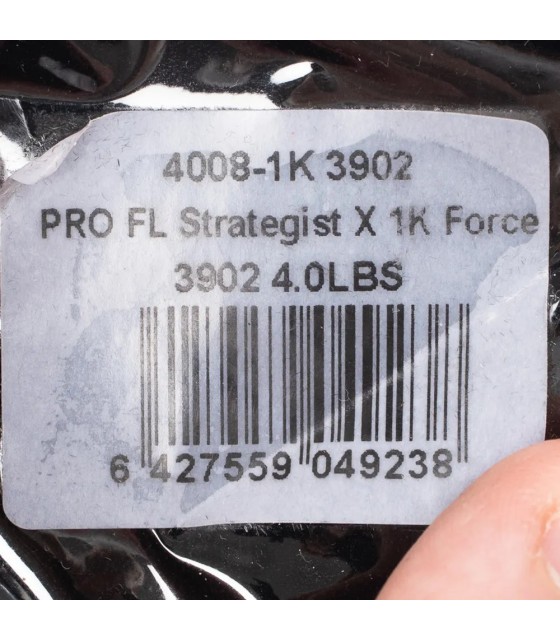 4008-1K 3902
PRO FL Strategist X 1K Force
3902 4.0LBS
6 427559 049238